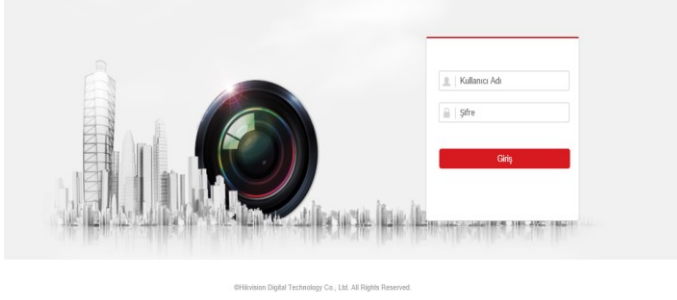 Kullanıcı Adı
Şifre
Giriş
©Hikvision Digital Technology Co., Ltd. All Rights Reserved.